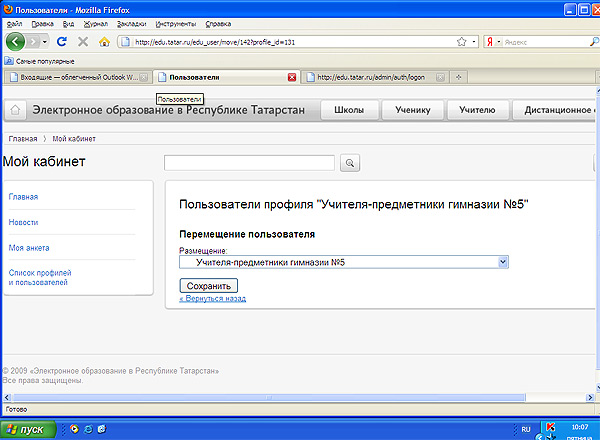 Пользователи - Mozilla Firefox
Файл Правка Вид Журнал Закладки Инструменты Справка
http://edu.tatar.ru/edu_user/move/142?profile_id=131
Яндекс
Самые популярные
Входящие — облегченный Outlook W...
Пользователи
http://edu.tatar.ru/admin/auth/logon
Пользователи
Электронное образование в Республике Татарстан
Школы
Ученику
Учителю
Дистанционное
Главная > Мой кабинет
Мой кабинет
Главная
Новости
Моя анкета
Список профилей
и пользователей
Пользователи профиля "Учителя-предметники гимназии №5"
Перемещение пользователя
Размещение:
Учителя-предметники гимназии №5
Сохранить
« Вернуться назад
© 2009 «Электронное образование в Республике Татарстан»
Все права защищены.
Готово
пуск
RU
10:07
пятница